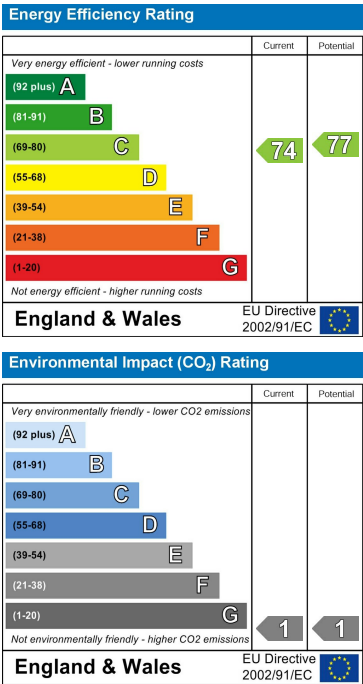 Energy Efficiency Rating
Current Potential
Very energy efficient - lower running costs
(92 plus) A
(81-91) B
(69-80) C
74 77
(55-68) D
(39-54) E
(21-38) F
(1-20) G
Not energy efficient - higher running costs
England & Wales
EU Directive
2002/91/EC
Environmental Impact (CO₂) Rating
Current Potential
Very environmentally friendly - lower CO2 emissions
(92 plus) A
(81-91) B
(69-80) C
(55-68) D
(39-54) E
(21-38) F
(1-20) G
1 1
Not environmentally friendly - higher CO2 emissions
England & Wales
EU Directive
2002/91/EC